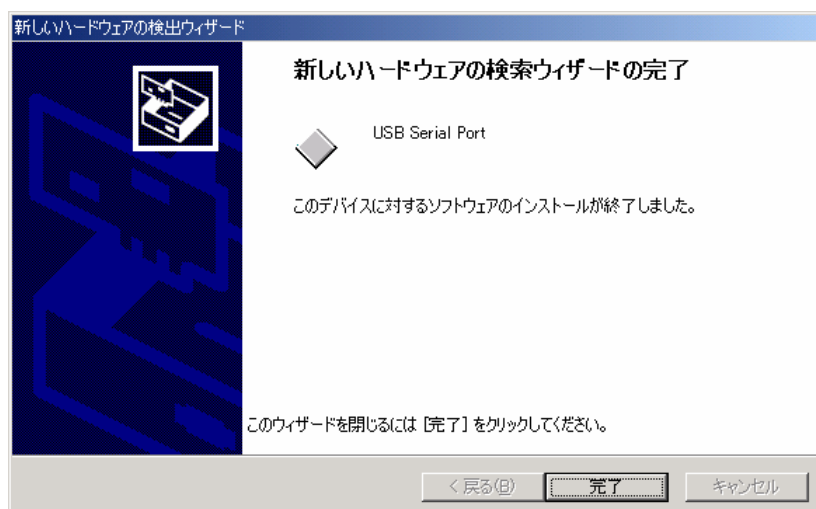 新しいハードウェアの検出ウィザード
新しいハードウェアの検索ウィザードの完了
USB Serial Port
このデバイスに対するソフトウェアのインストールが終了しました。
このウィザードを閉じるには [完了] をクリックしてください。
< 戻る(B) 完了 キャンセル